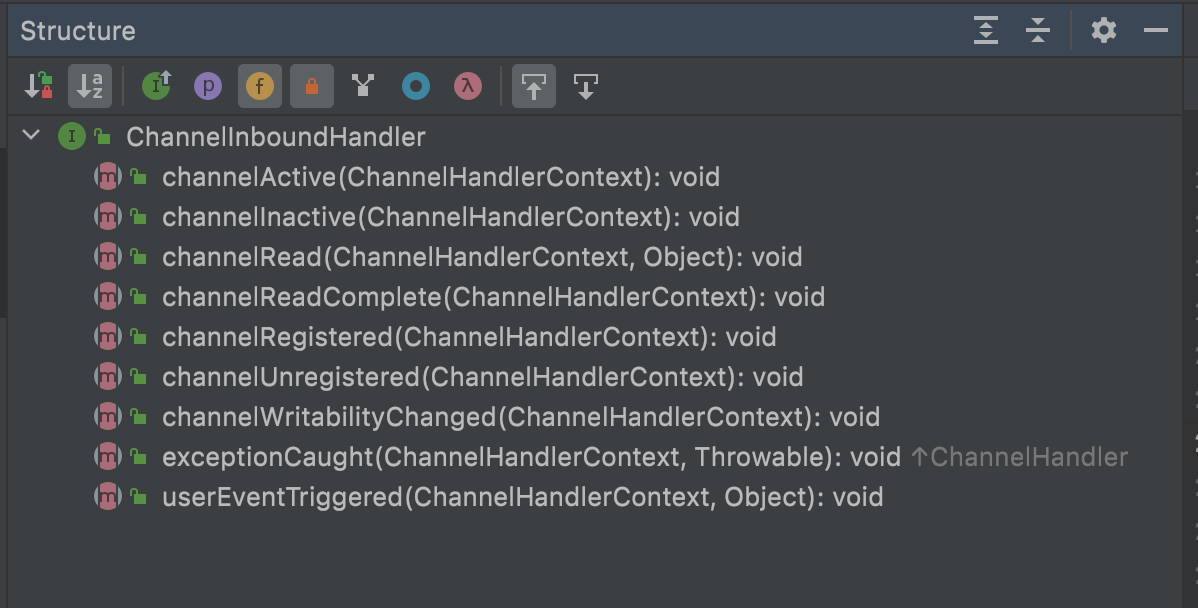 Structure
ChannelInboundHandler
channelActive(ChannelHandlerContext): void
channelInactive(ChannelHandlerContext): void
channelRead(ChannelHandlerContext, Object): void
channelReadComplete(ChannelHandlerContext): void
channelRegistered(ChannelHandlerContext): void
channelUnregistered(ChannelHandlerContext): void
channelWritabilityChanged(ChannelHandlerContext): void
exceptionCaught(ChannelHandlerContext, Throwable): void ↑ChannelHandler
userEventTriggered(ChannelHandlerContext, Object): void